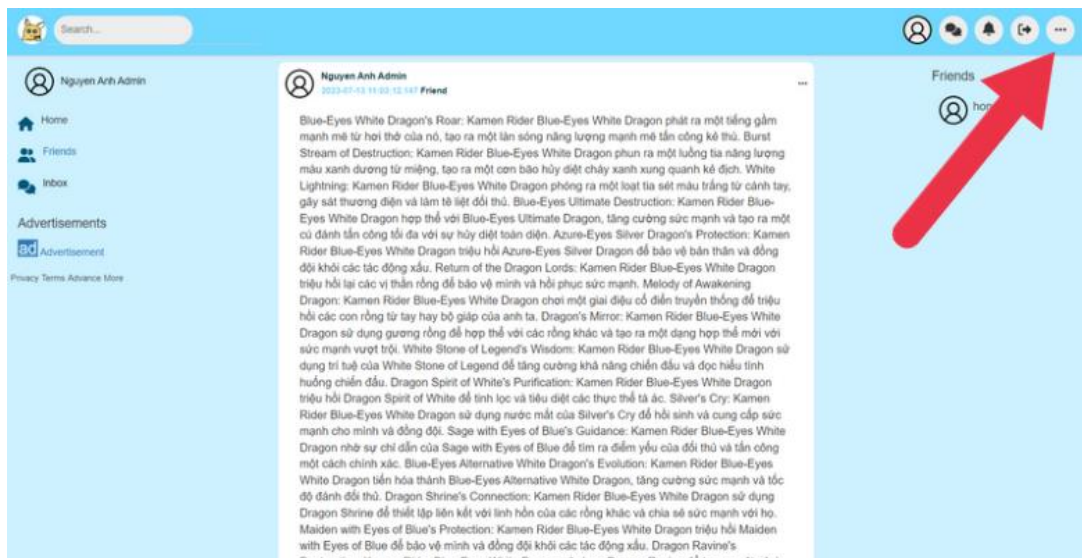 Search...
Nguyen Anh Admin
Home
Friends
Inbox
Advertisements
ad Advertisement
Privacy Terms Advance More
Nguyen Anh Admin
2023-07-13 11:03:12.147 Friend
Blue-Eyes White Dragon's Roar: Kamen Rider Blue-Eyes White Dragon phát ra một tiếng gầm
mạnh mẽ từ hơi thở của nó, tạo ra một làn sóng năng lượng mạnh mẽ tấn công kẻ thù. Burst
Stream of Destruction: Kamen Rider Blue-Eyes White Dragon phun ra một luồng tia năng lượng
màu xanh dương từ miệng, tạo ra một cơn bão hủy diệt cháy xanh xung quanh kẻ địch. White
Lightning: Kamen Rider Blue-Eyes White Dragon phóng ra một loạt tia sét màu trắng từ cánh tay,
gây sát thương điện và làm tê liệt đối thủ. Blue-Eyes Ultimate Destruction: Kamen Rider Blue-
Eyes White Dragon hợp thể với Blue-Eyes Ultimate Dragon, tăng cường sức mạnh và tạo ra một
cú đánh tấn công tối đa với sự hủy diệt toàn diện. Azure-Eyes Silver Dragon's Protection: Kamen
Rider Blue-Eyes White Dragon triệu hồi Azure-Eyes Silver Dragon để bảo vệ bản thân và đồng
đội khỏi các tác động xấu. Return of the Dragon Lords: Kamen Rider Blue-Eyes White Dragon
triệu hồi lại các vị thần rồng để bảo vệ mình và hồi phục sức mạnh. Melody of Awakening
Dragon: Kamen Rider Blue-Eyes White Dragon chơi một giai điệu cổ điển truyền thống để triệu
hồi các con rồng từ tay hay bộ giáp của anh ta. Dragon's Mirror: Kamen Rider Blue-Eyes White
Dragon sử dụng gương rồng để hợp thể với các rồng khác và tạo ra một dạng hợp thể mới với
sức mạnh vượt trội. White Stone of Legend's Wisdom: Kamen Rider Blue-Eyes White Dragon sử
dụng trí tuệ của White Stone of Legend để tăng cường khả năng chiến đấu và đọc hiểu tình
huống chiến đấu. Dragon Spirit of White's Purification: Kamen Rider Blue-Eyes White Dragon
triệu hồi Dragon Spirit of White để tinh lọc và tiêu diệt các thực thể tà ác. Silver's Cry: Kamen
Rider Blue-Eyes White Dragon sử dụng nước mắt của Silver's Cry để hồi sinh và cung cấp sức
mạnh cho mình và đồng đội. Sage with Eyes of Blue's Guidance: Kamen Rider Blue-Eyes White
Dragon nhờ sự chỉ dẫn của Sage with Eyes of Blue để tìm ra điểm yếu của đối thủ và tấn công
một cách chính xác. Blue-Eyes Alternative White Dragon's Evolution: Kamen Rider Blue-Eyes
White Dragon tiến hóa thành Blue-Eyes Alternative White Dragon, tăng cường sức mạnh và tốc
độ đánh đối thủ. Dragon Shrine's Connection: Kamen Rider Blue-Eyes White Dragon sử dụng
Dragon Shrine để thiết lập liên kết với linh hồn của các rồng khác và chia sẻ sức mạnh với họ.
Maiden with Eyes of Blue's Protection: Kamen Rider Blue-Eyes White Dragon triệu hồi Maiden
with Eyes of Blue để bảo vệ mình và đồng đội khỏi các tác động xấu. Dragon Ravine's
Friends